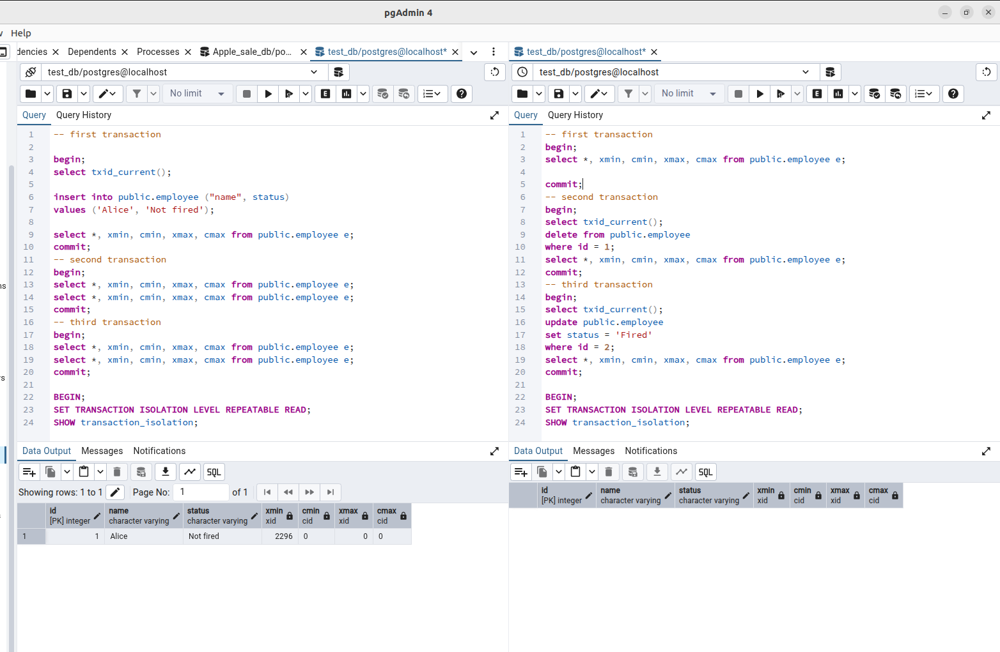 pgAdmin 4
Help
dencies
Dependents
Processes
Apple_sale_db/po...
test_db/postgres@localhost*
test_db/postgres@localhost*
test_db/postgres@localhost
test_db/postgres@localhost
No limit
E
No limit
E
Query
Query History
Query
Query History
1 -- first transaction
2
3 begin;
4 select txid_current();
5
6 insert into public.employee ("name", status)
7 values ('Alice', 'Not fired');
8
9 select *, xmin, cmin, xmax, cmax from public.employee e;
10 commit;
11 -- second transaction
12 begin;
13 select *, xmin, cmin, xmax, cmax from public.employee e;
14 select *, xmin, cmin, xmax, cmax from public.employee e;
15 commit;
16 -- third transaction
17 begin;
18 select *, xmin, cmin, xmax, cmax from public.employee e;
19 select *, xmin, cmin, xmax, cmax from public.employee e;
20 commit;
21
22 BEGIN;
23 SET TRANSACTION ISOLATION LEVEL REPEATABLE READ;
24 SHOW transaction_isolation;
1 -- first transaction
2 begin;
3 select *, xmin, cmin, xmax, cmax from public.employee e;
4
5 commit;
6 -- second transaction
7 begin;
8 select txid_current();
9 delete from public.employee
10 where id = 1;
11 select *, xmin, cmin, xmax, cmax from public.employee e;
12 commit;
13 -- third transaction
14 begin;
15 select txid_current();
16 update public.employee
17 set status = 'Fired'
18 where id = 2;
19 select *, xmin, cmin, xmax, cmax from public.employee e;
20 commit;
21
22 BEGIN;
23 SET TRANSACTION ISOLATION LEVEL REPEATABLE READ;
24 SHOW transaction_isolation;
Data Output
Messages
Notifications
Data Output
Messages
Notifications
SQL
SQL
Showing rows: 1 to 1
Page No: 1 of 1
id name status xmin cmin xmax cmax
[PK] integer character varying character varying xid cid xid cid
1 1 Alice Not fired 2296 0 0 0
id name status xmin cmin xmax cmax
[PK] integer character varying character varying xid cid xid cid